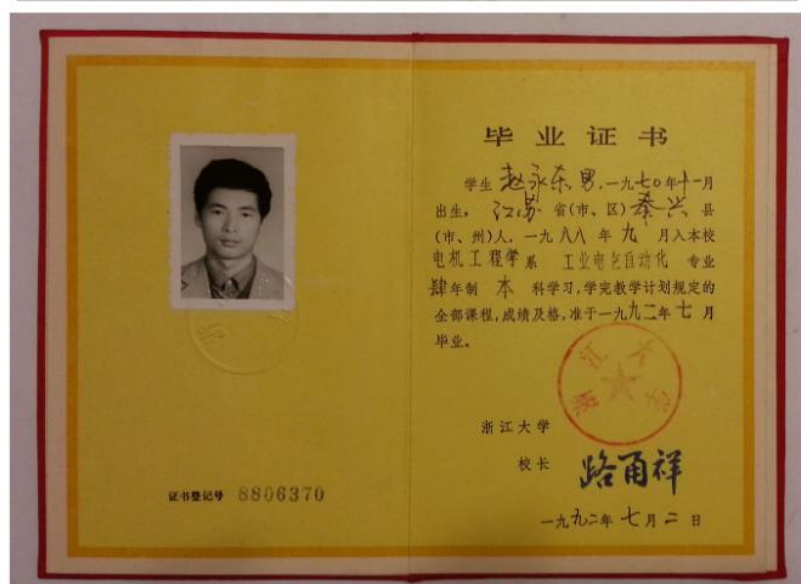 毕业证书
学生 赵永东 男,一九七〇年十一月
出生, 江苏 省(市、区) 泰兴 县
(市、州)人, 一九八八年九月入本校
电机工程学系 工业电气自动化 专业
肆年制 本 科学习,学完教学计划规定的
全部课程,成绩及格,准于一九九二年七月
毕业。
浙江大学
浙江大学
校长 路甬祥
证书登记号 8806370
一九九二年七月二日